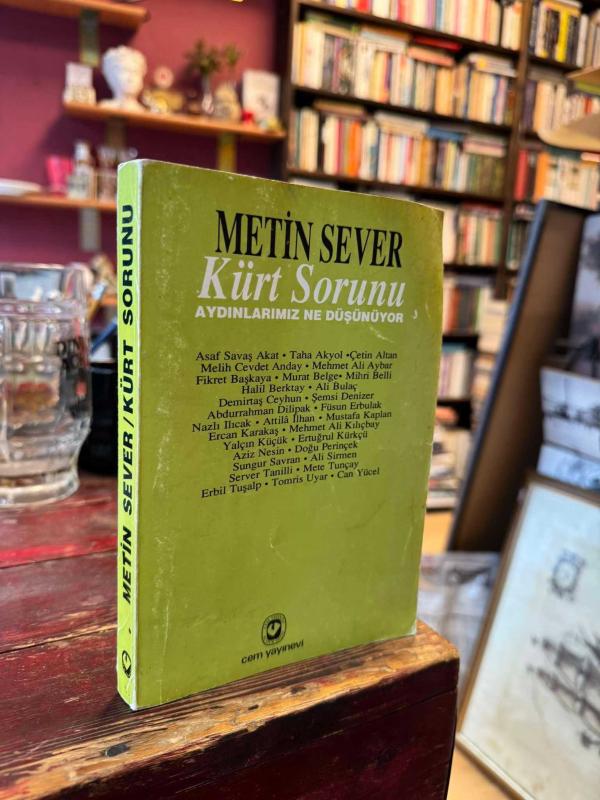 METİN SEVER
Kürt Sorunu
AYDINLARIMIZ NE DÜŞÜNÜYOR
Asaf Savaş Akat • Taha Akyol •Çetin Altan
Melih Cevdet Anday • Mehmet Ali Aybar
Fikret Başkaya • Murat Belge• Mihri Belli
Halil Berktay • Ali Bulaç
Demirtaş Ceyhun • Şemsi Denizer
Abdurrahman Dilipak • Füsun Erbulak
Nazlı Ilıcak • Attilâ İlhan • Mustafa Kaplan
Ercan Karakaş • Mehmet Ali Kılıçbay
Yalçın Küçük • Ertuğrul Kürkçü
Aziz Nesin • Doğu Perinçek
Sungur Savran • Ali Sirmen
Server Tanilli • Mete Tunçay
Erbil Tuşalp • Tomris Uyar • Can Yücel
cem yayınevi
METİN SEVER/KÜRT SORUNU